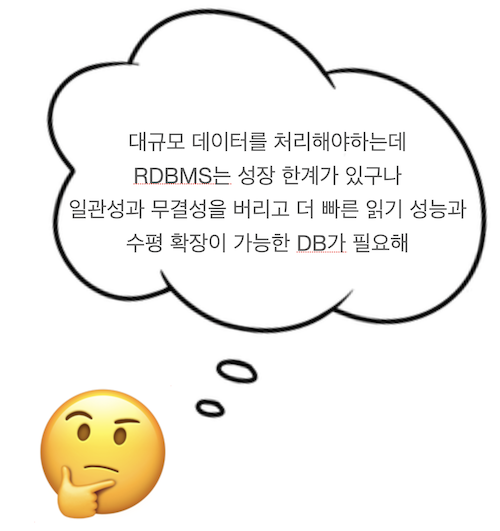 대규모 데이터를 처리해야하는데
RDBMS는 성장 한계가 있구나
일관성과 무결성을 버리고 더 빠른 읽기 성능과
수평 확장이 가능한 DB가 필요해